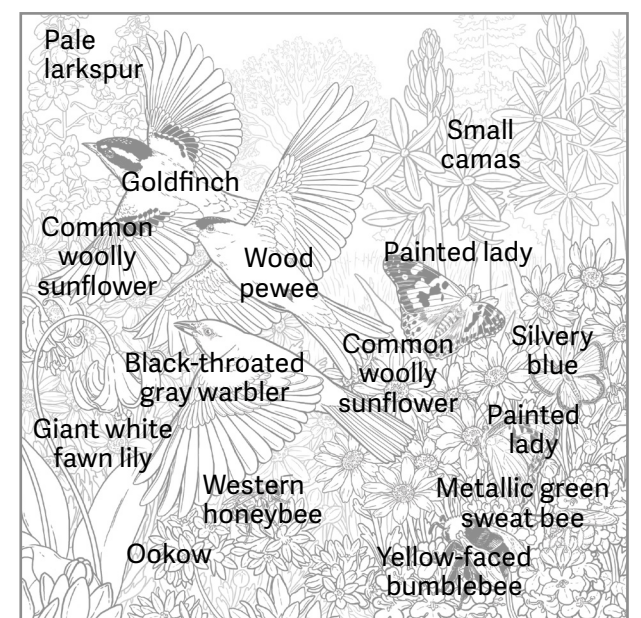 Pale
larkspur
Small
camas
Goldfinch
Common
woolly
sunflower
Wood
pewee
Painted lady
Silvery
blue
Common
woolly
sunflower
Black-throated
gray warbler
Painted
lady
Giant white
fawn lily
Western
honeybee
Metallic green
sweat bee
Ookow
Yellow-faced
bumblebee